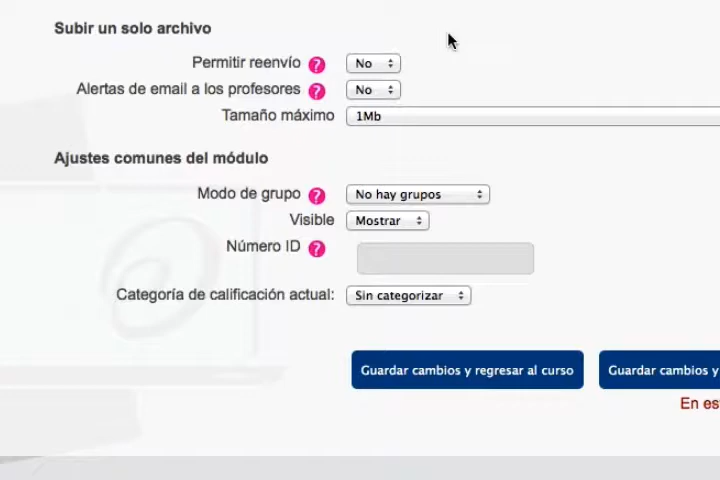 Subir un solo archivo
Permitir reenvío ? No
Alertas de email a los profesores ? No
Tamaño máximo 1Mb
Ajustes comunes del módulo
Modo de grupo ? No hay grupos
Visible Mostrar
Número ID ?
Categoría de calificación actual: Sin categorizar
Guardar cambios y regresar al curso Guardar cambios y
En es